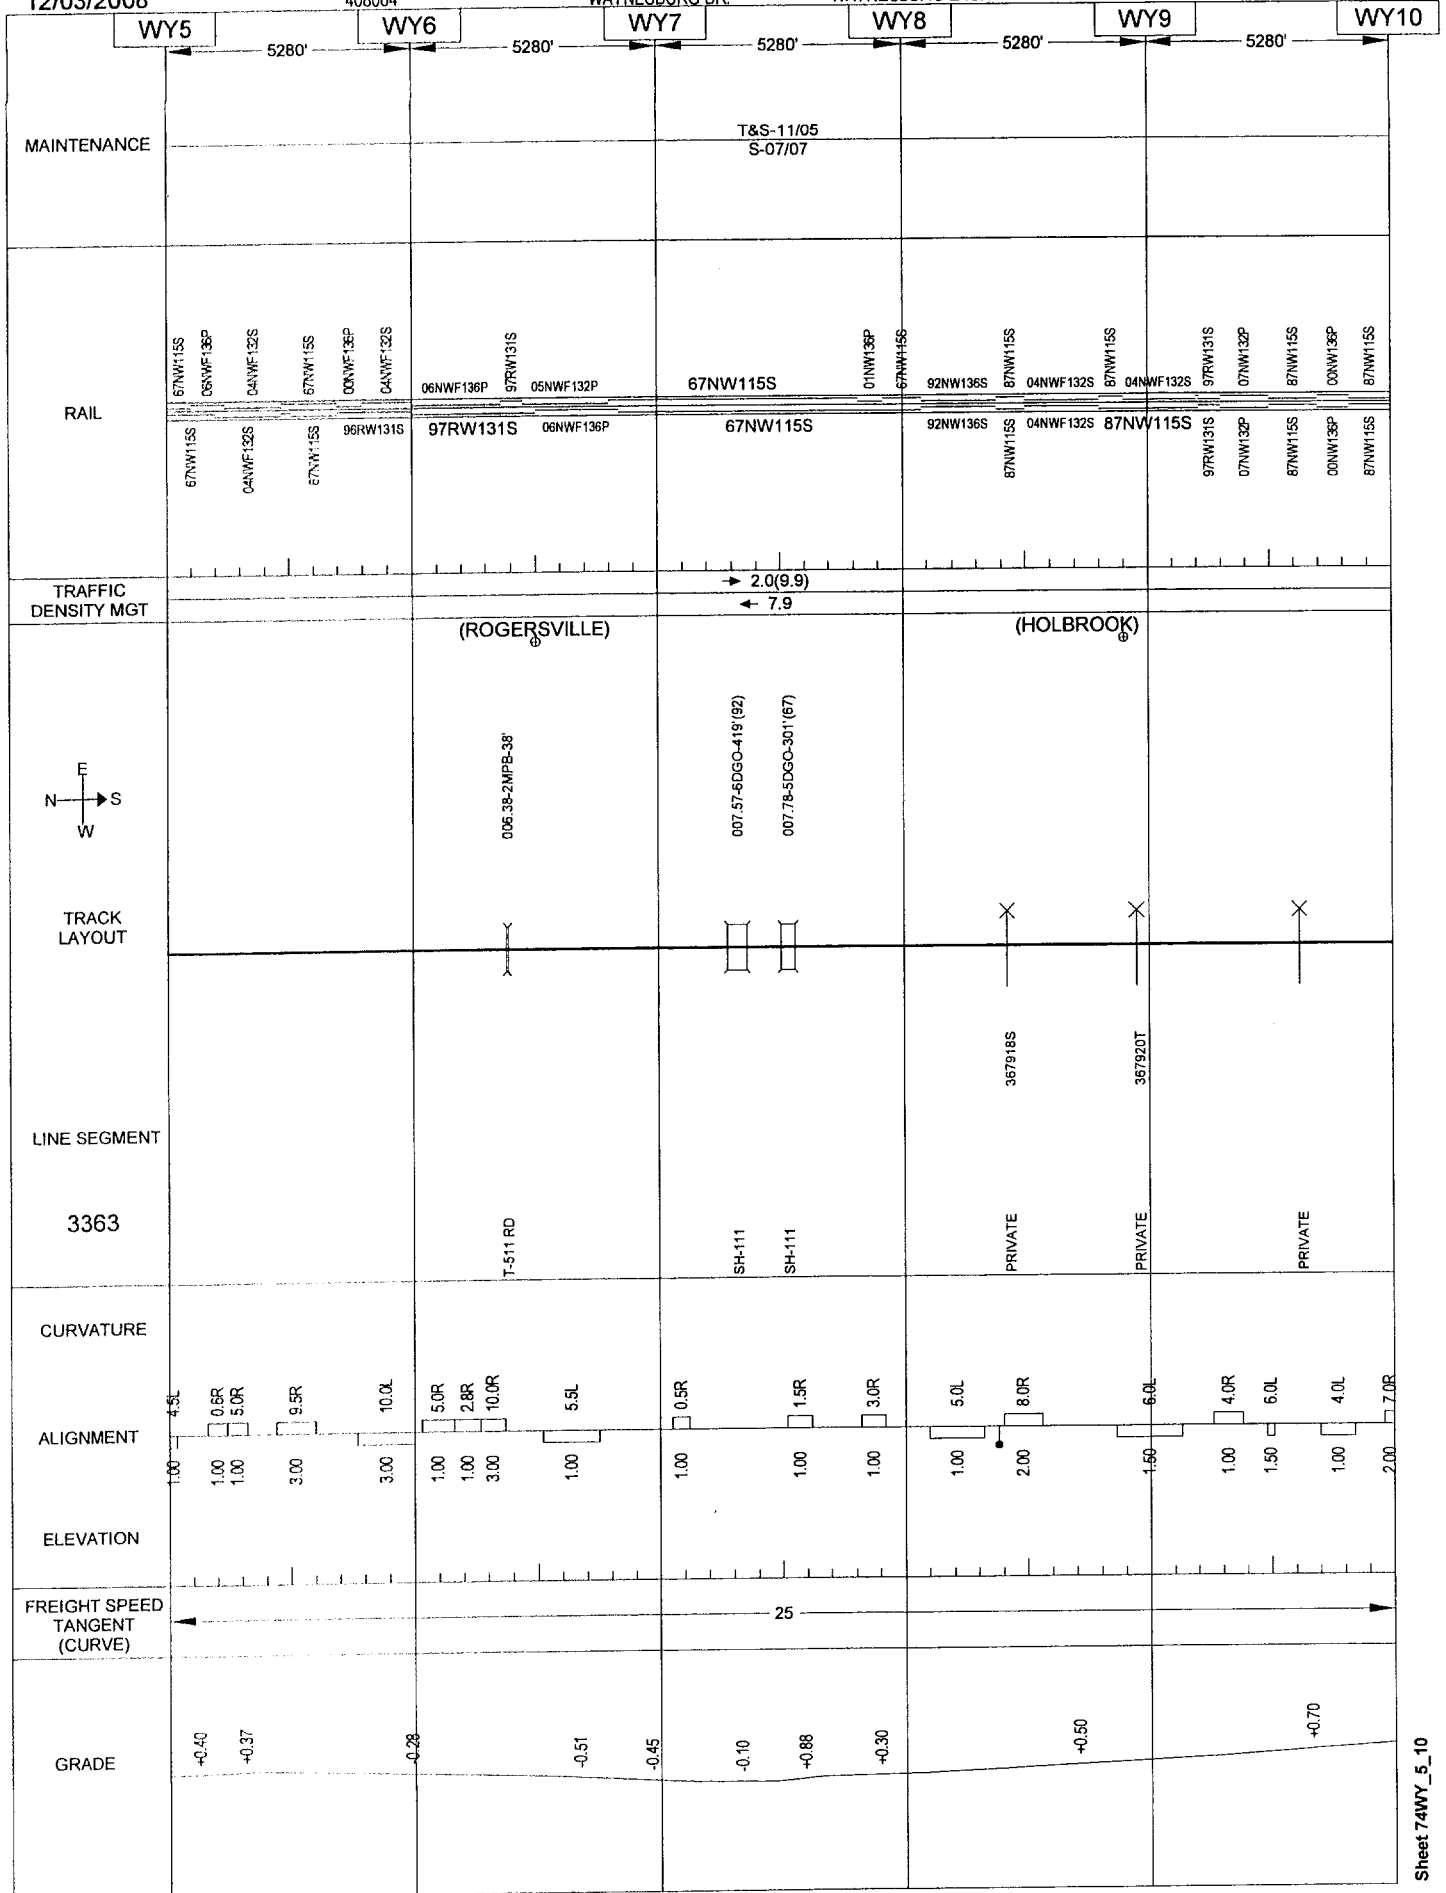 12/03/2008
408004
WAYNESBURG BR.
WY5
WY6
WY7
WY8
WY9
WY10
5280'
5280'
5280'
5280'
5280'
MAINTENANCE
T&S-11/05
S-07/07
RAIL
67NW115S
06NWF136P
04NWF132S
67NW115S
00NWF136P
04NWF132S
06NWF136P
97RW131S
05NWF132P
67NW115S
01NW136P
67NW115S
92NW136S
87NW115S
04NWF132S
87NW115S
04NWF132S
97RW131S
07NW132P
87NW115S
00NW136P
87NW115S
67NW115S
04NWF132S
67NW115S
96RW131S
97RW131S
06NWF136P
67NW115S
92NW136S
87NW115S
04NWF132S
87NW115S
97RW131S
07NW132P
87NW115S
00NW136P
87NW115S
TRAFFIC
DENSITY MGT
2.0(9.9)
7.9
(ROGERSVILLE)
(HOLBROOK)
E
N
S
W
006.38-2MPB-38'
007.57-6DGO-419'(92)
007.78-5DGO-301'(67)
TRACK
LAYOUT
367918S
367920T
LINE SEGMENT
3363
T-511 RD
SH-111
SH-111
PRIVATE
PRIVATE
PRIVATE
CURVATURE
4.5L
0.6R
5.0R
9.5R
10.0L
5.0R
2.8R
10.0R
5.5L
0.5R
1.5R
3.0R
5.0L
8.0R
6.0L
4.0R
6.0L
4.0L
7.0R
ALIGNMENT
1.00
1.00
1.00
3.00
3.00
1.00
1.00
3.00
1.00
1.00
1.00
1.00
1.00
2.00
1.50
1.00
1.50
1.00
2.00
ELEVATION
FREIGHT SPEED
TANGENT
(CURVE)
25
GRADE
+0.40
+0.37
-0.28
-0.51
-0.45
-0.10
+0.88
+0.30
+0.50
+0.70
Sheet 74WY_5_10